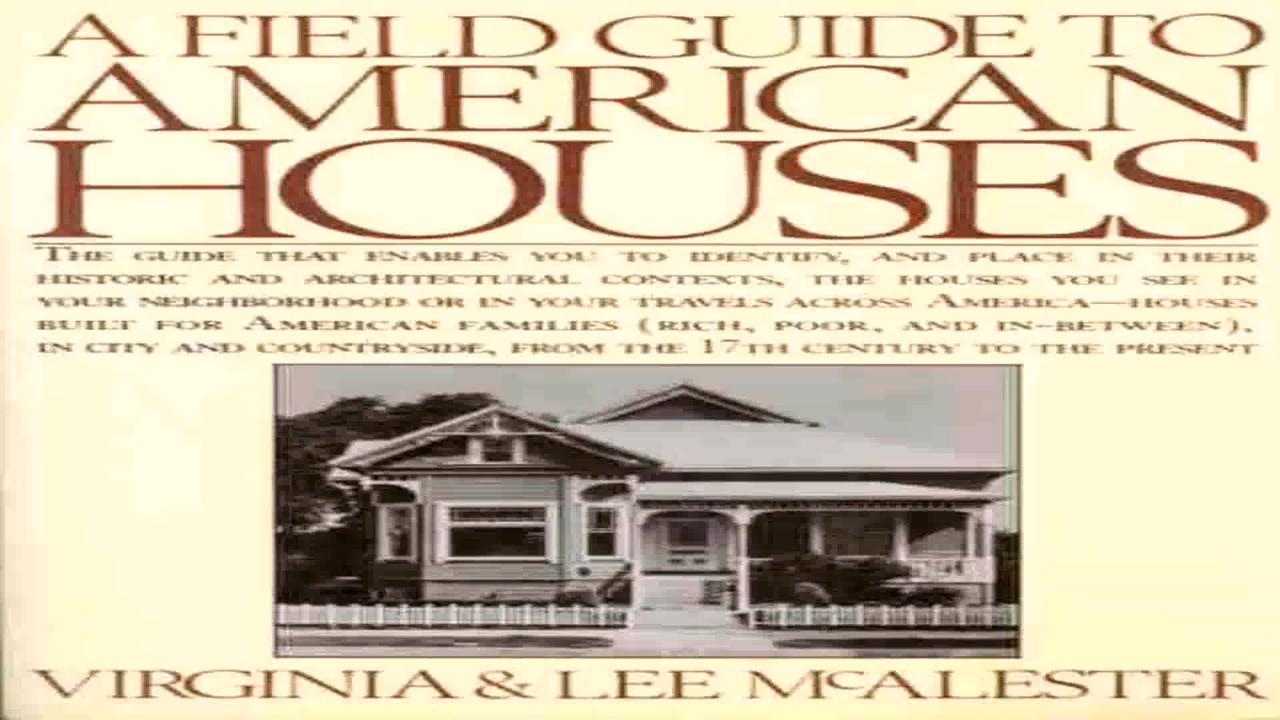 A FIELD GUIDE TO
AMERICAN
HOUSES
THE GUIDE THAT ENABLES YOU TO IDENTIFY, AND PLACE IN THEIR
HISTORIC AND ARCHITECTURAL CONTEXTS, THE HOUSES YOU SEE IN
YOUR NEIGHBORHOOD OR IN YOUR TRAVELS ACROSS AMERICA—HOUSES
BUILT FOR AMERICAN FAMILIES (RICH, POOR, AND IN-BETWEEN),
IN CITY AND COUNTRYSIDE, FROM THE 17TH CENTURY TO THE PRESENT
VIRGINIA & LEE McALESTER